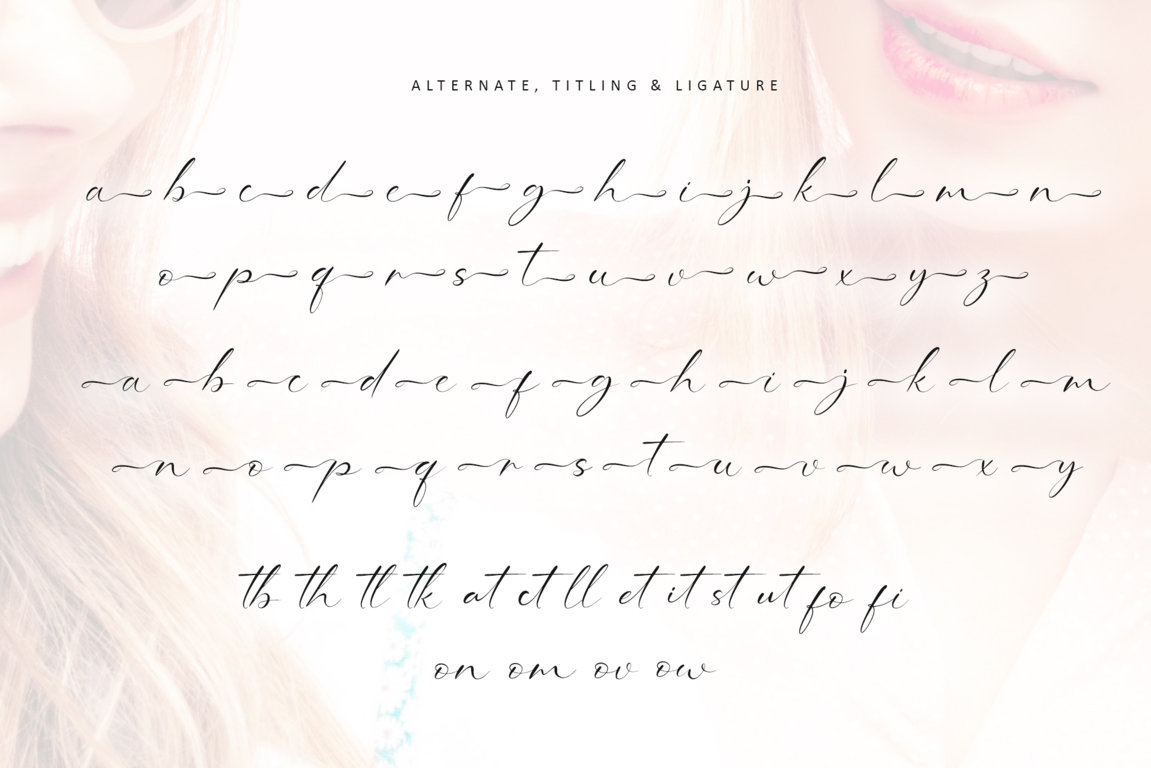 ALTERNATE, TITLING & LIGATURE
a b c d e f g h i j k l m n
o p q r s t u v w x y z
a b c d e f g h i j k l m
n o p q r s t u v w x y
tb th tl tk at ct ll et it st ut fo fi
on om ov ow